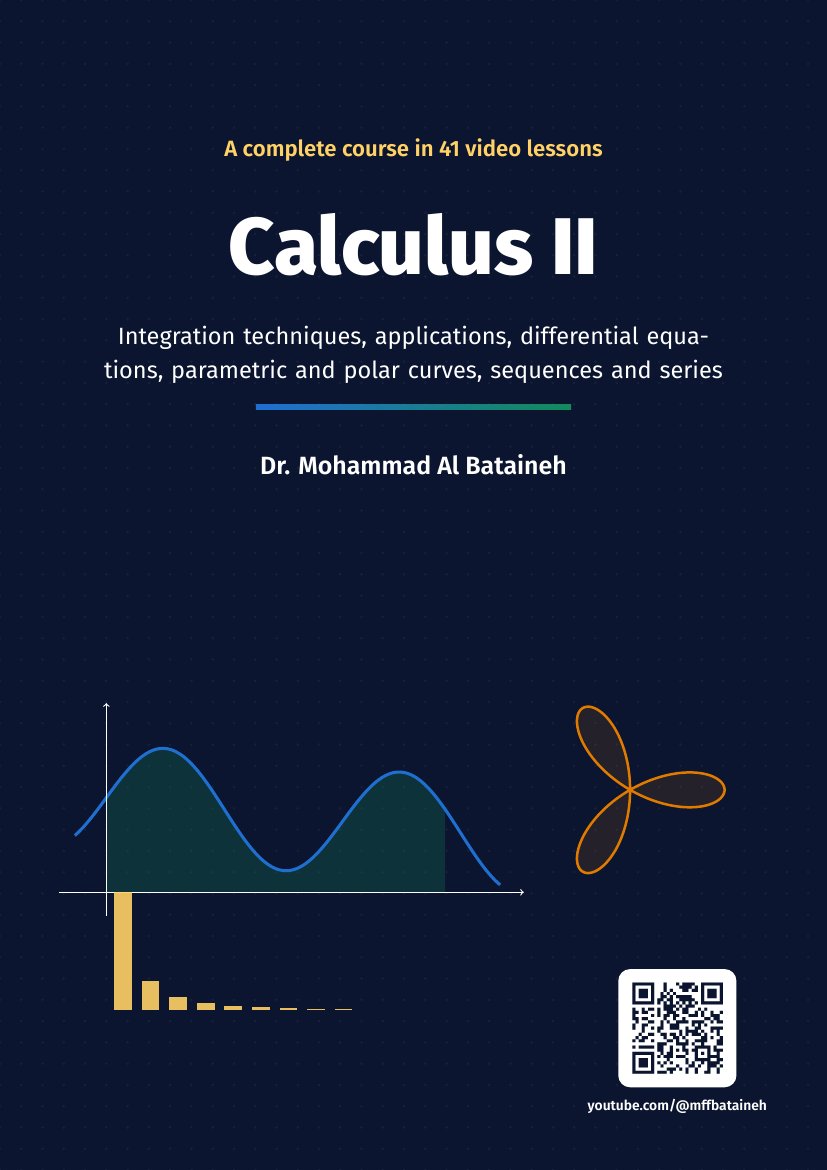 A complete course in 41 video lessons
Calculus II
Integration techniques, applications, differential equa-
tions, parametric and polar curves, sequences and series
Dr. Mohammad Al Bataineh
youtube.com/@mffbataineh